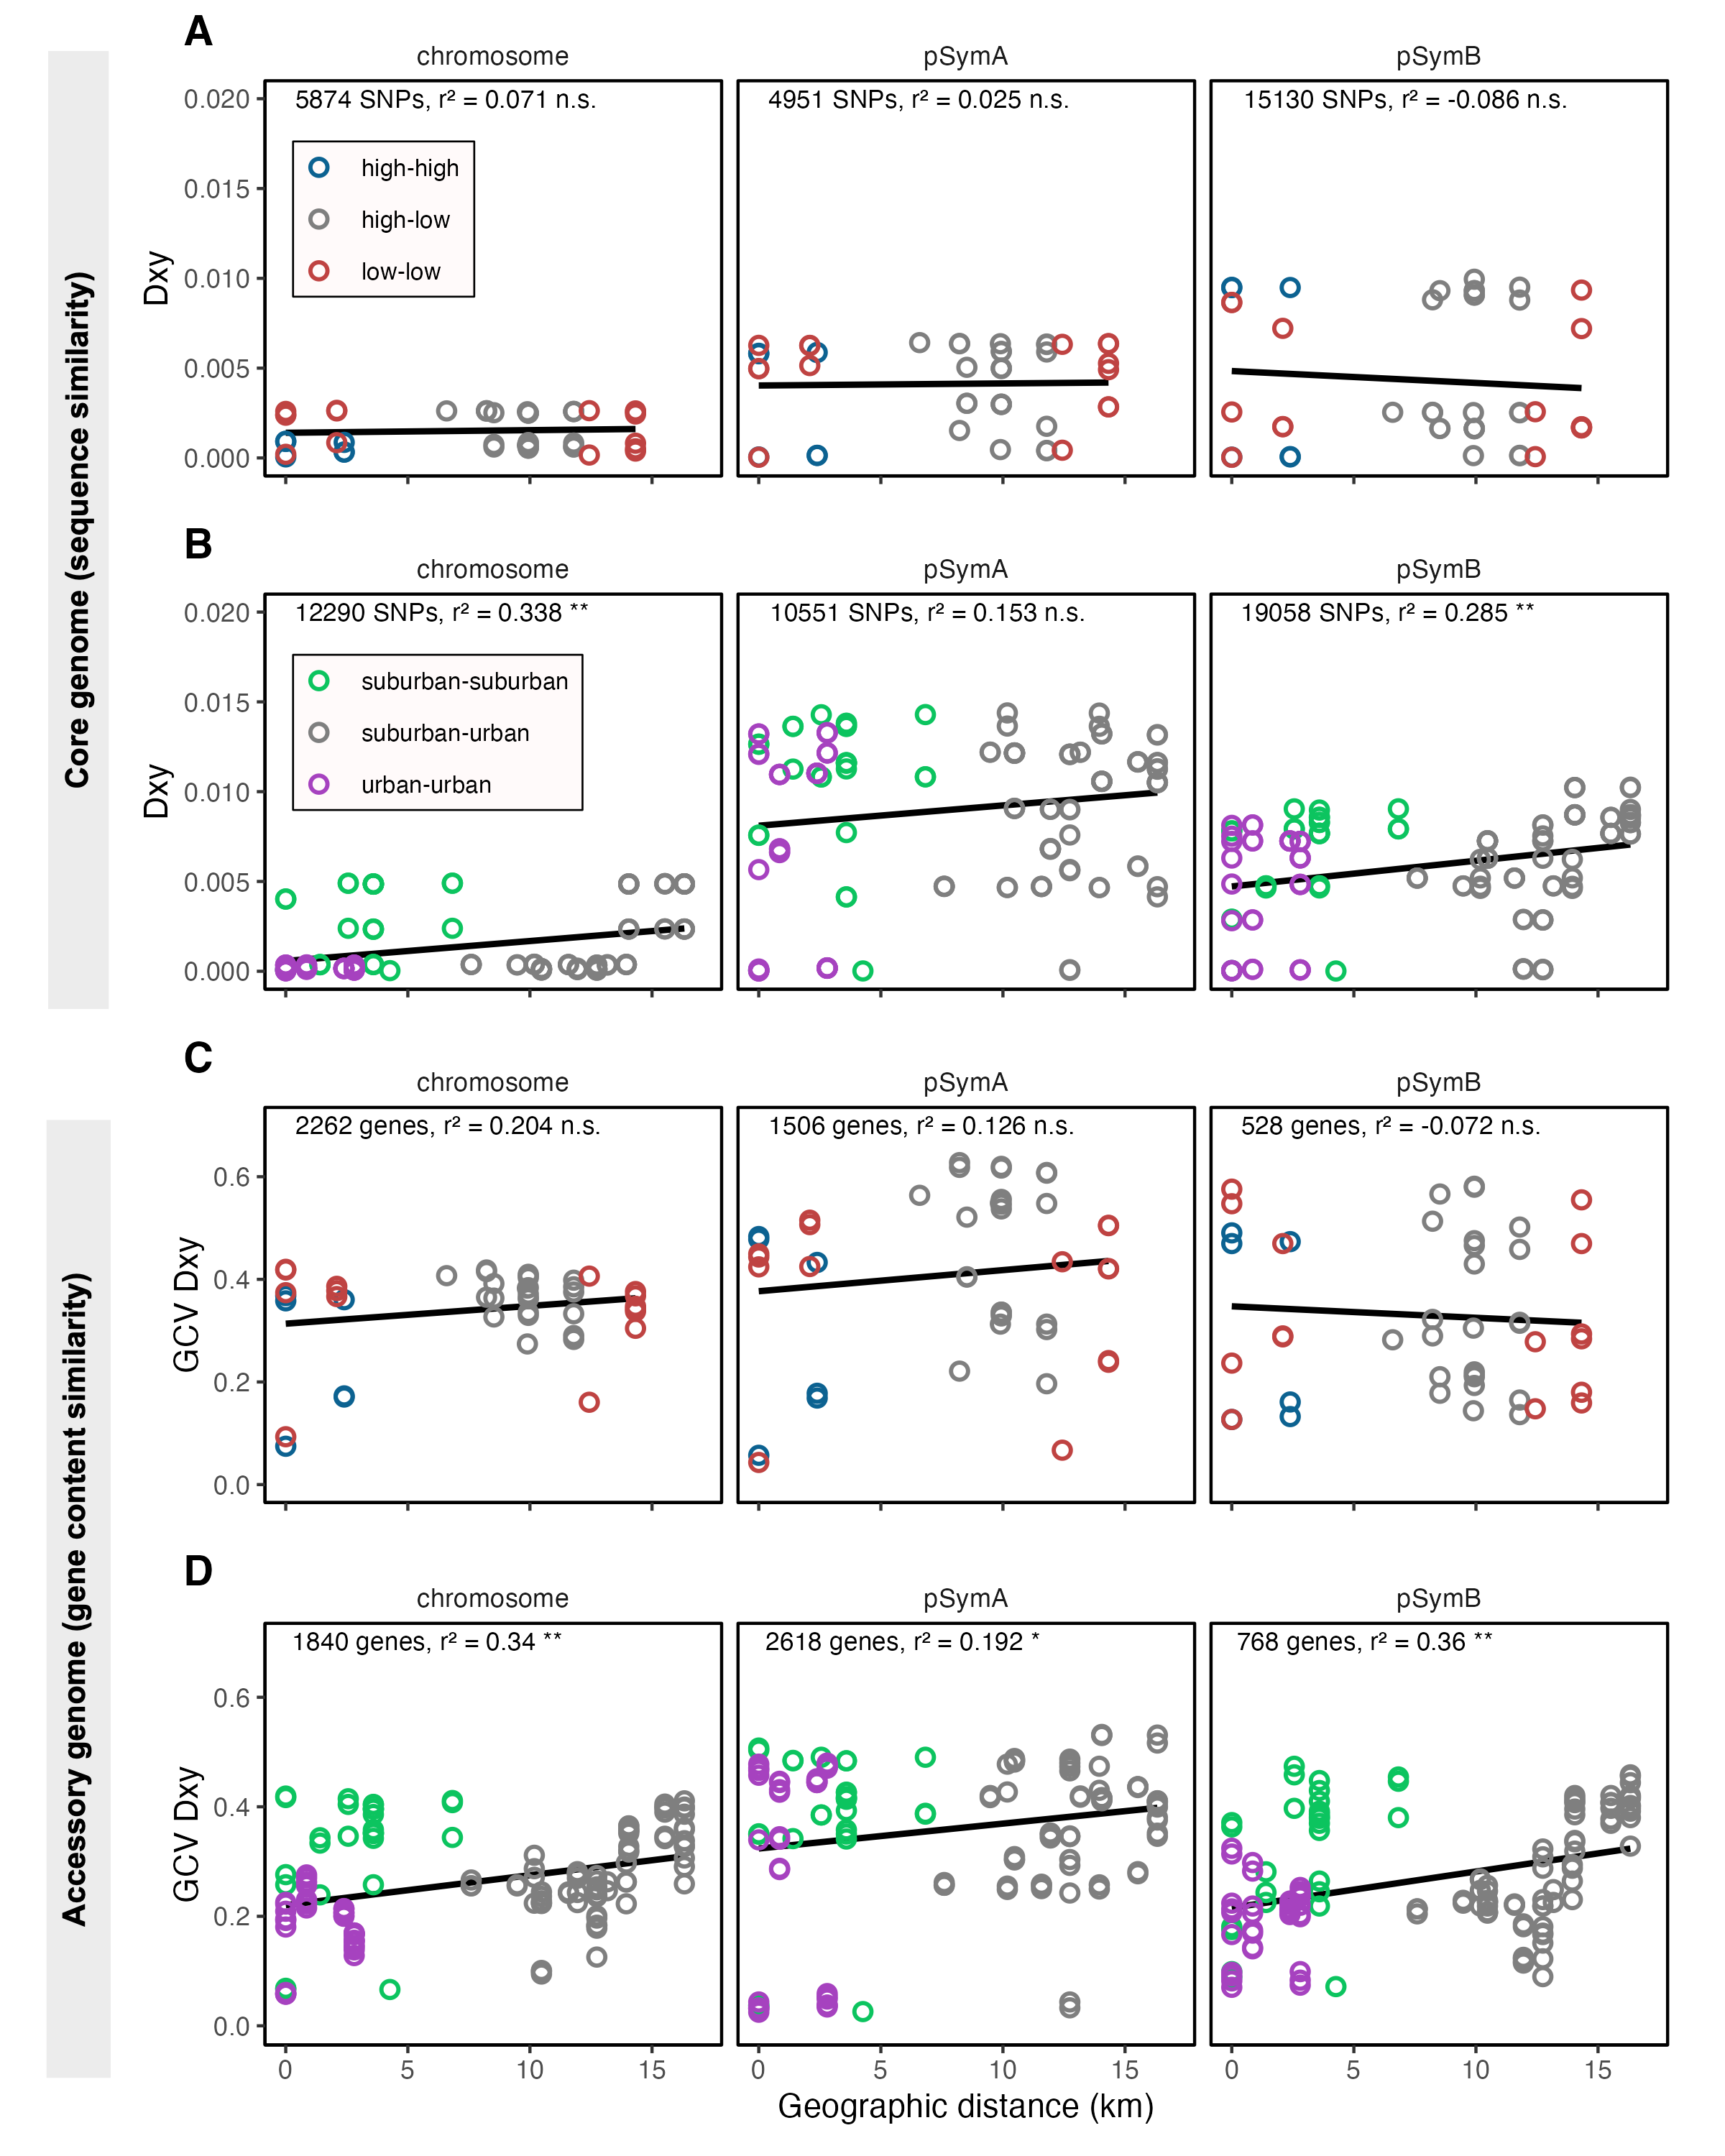 A
chromosome
pSymA
pSymB
5874 SNPs, r² = 0.071 n.s.
4951 SNPs, r² = 0.025 n.s.
15130 SNPs, r² = -0.086 n.s.
high-high
high-low
low-low
0.020
0.015
0.010
0.005
0.000
Dxy
Core genome (sequence similarity)
B
chromosome
pSymA
pSymB
12290 SNPs, r² = 0.338 **
10551 SNPs, r² = 0.153 n.s.
19058 SNPs, r² = 0.285 **
suburban-suburban
suburban-urban
urban-urban
0.020
0.015
0.010
0.005
0.000
Dxy
C
chromosome
pSymA
pSymB
2262 genes, r² = 0.204 n.s.
1506 genes, r² = 0.126 n.s.
528 genes, r² = -0.072 n.s.
0.6
0.4
0.2
0.0
GCV Dxy
Accessory genome (gene content similarity)
D
chromosome
pSymA
pSymB
1840 genes, r² = 0.34 **
2618 genes, r² = 0.192 *
768 genes, r² = 0.36 **
0.6
0.4
0.2
0.0
GCV Dxy
0 5 10 15
0 5 10 15
0 5 10 15
Geographic distance (km)